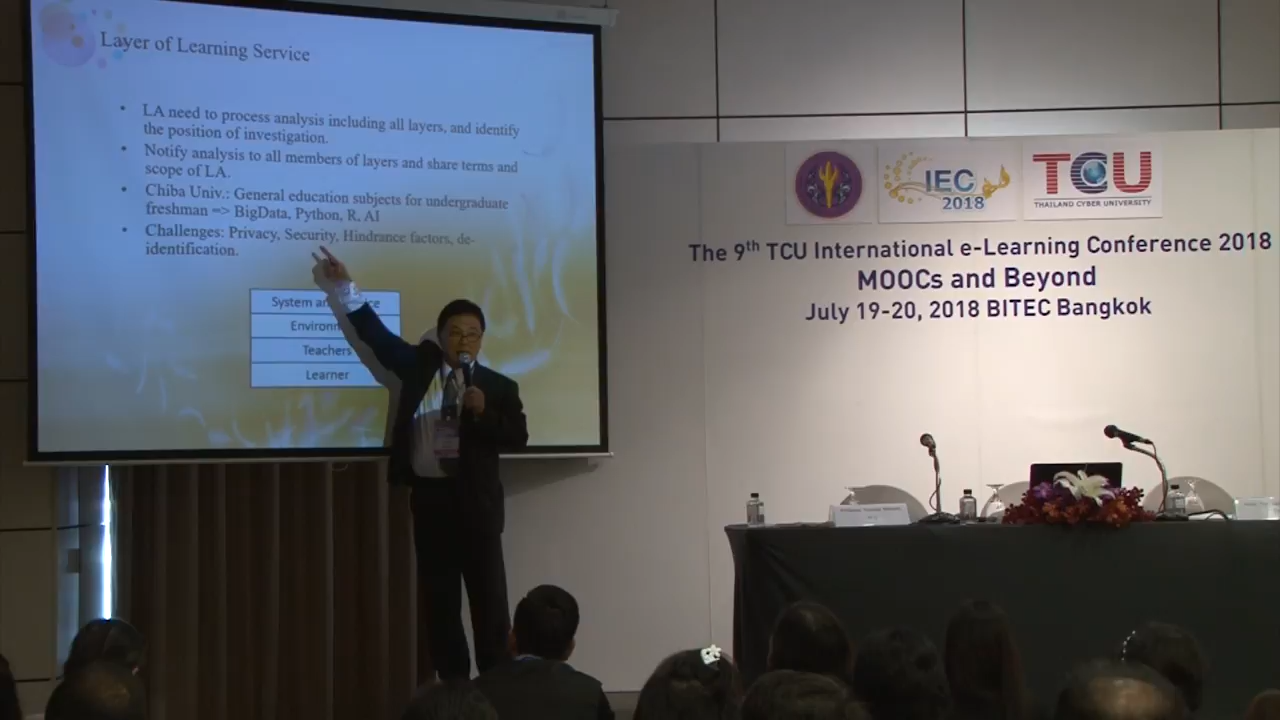 Layer of Learning Service
• LA need to process analysis including all layers, and identify
the position of investigation.
• Notify analysis to all members of layers and share terms and
scope of LA.
• Chiba Univ.: General education subjects for undergraduate
freshman => BigData, Python, R, AI
• Challenges: Privacy, Security, Hindrance factors, de-
identification.
System
Teachers
Learner
IEC
2018
TCU
THAILAND CYBER UNIVERSITY
The 9th TCU International e-Learning Conference 2018
MOOCs and Beyond
July 19-20, 2018 BITEC Bangkok